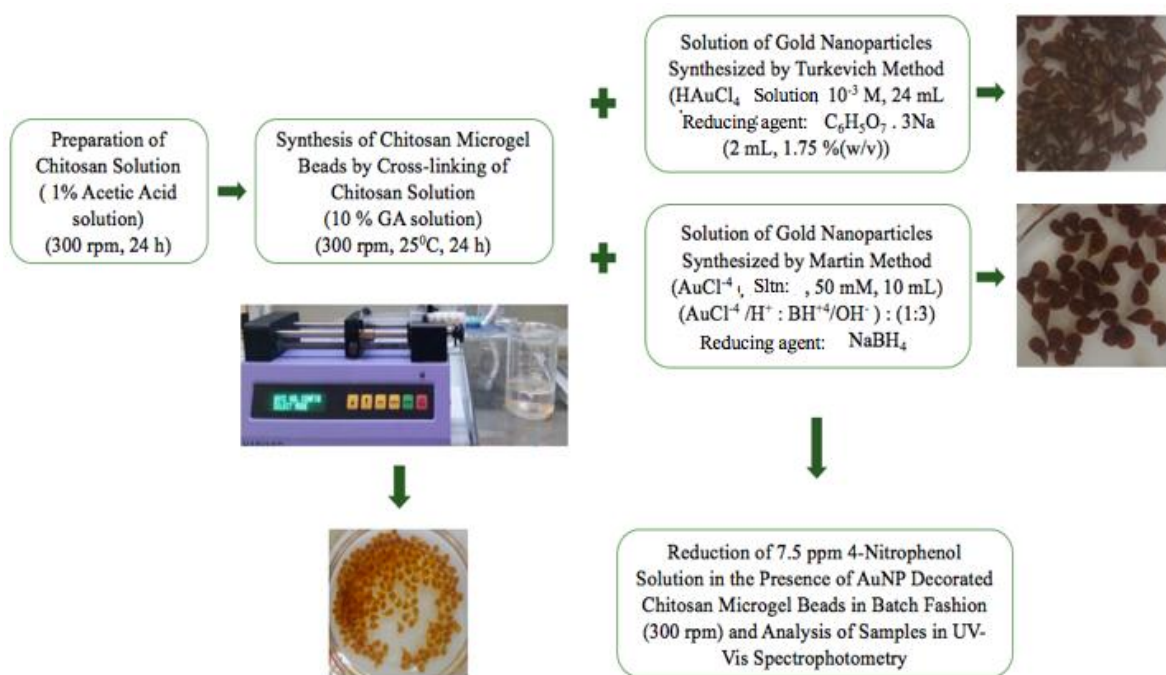 Preparation of
Chitosan Solution
( 1% Acetic Acid
solution)
(300 rpm, 24 h)
Synthesis of Chitosan Microgel
Beads by Cross-linking of
Chitosan Solution
(10 % GA solution)
(300 rpm, 25⁰C, 24 h)
Solution of Gold Nanoparticles
Synthesized by Turkevich Method
(HAuCl₄ Solution, 10⁻³ M, 24 mL
Reducing agent: C₆H₅O₇ . 3Na
(2 mL, 1.75 %(w/v))
Solution of Gold Nanoparticles
Synthesized by Martin Method
(AuCl⁻⁴ , Sltn: , 50 mM, 10 mL)
(AuCl⁻⁴ /H⁺ : BH⁺⁴/OH⁻ ) : (1:3)
Reducing agent: NaBH₄
Reduction of 7.5 ppm 4-Nitrophenol
Solution in the Presence of AuNP Decorated
Chitosan Microgel Beads in Batch Fashion
(300 rpm) and Analysis of Samples in UV-
Vis Spectrophotometry